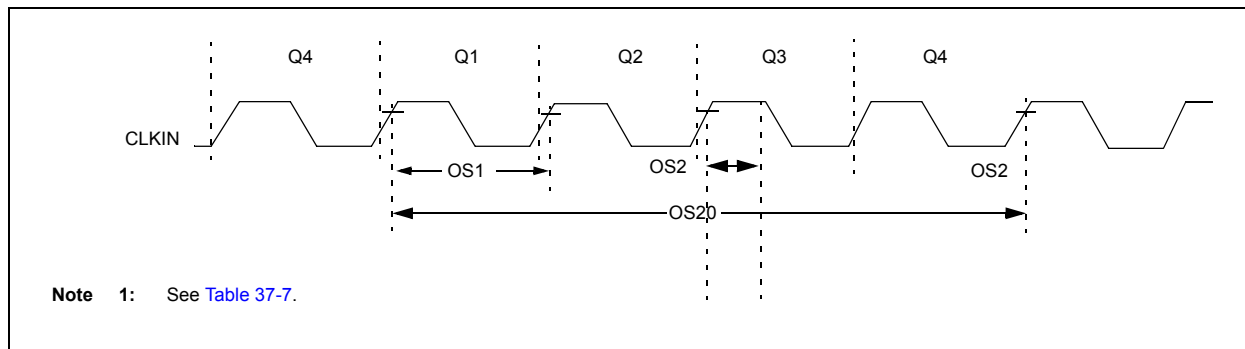 Q4 Q1 Q2 Q3 Q4
CLKIN
OS1 OS2 OS2
OS20
Note 1: See Table 37-7.